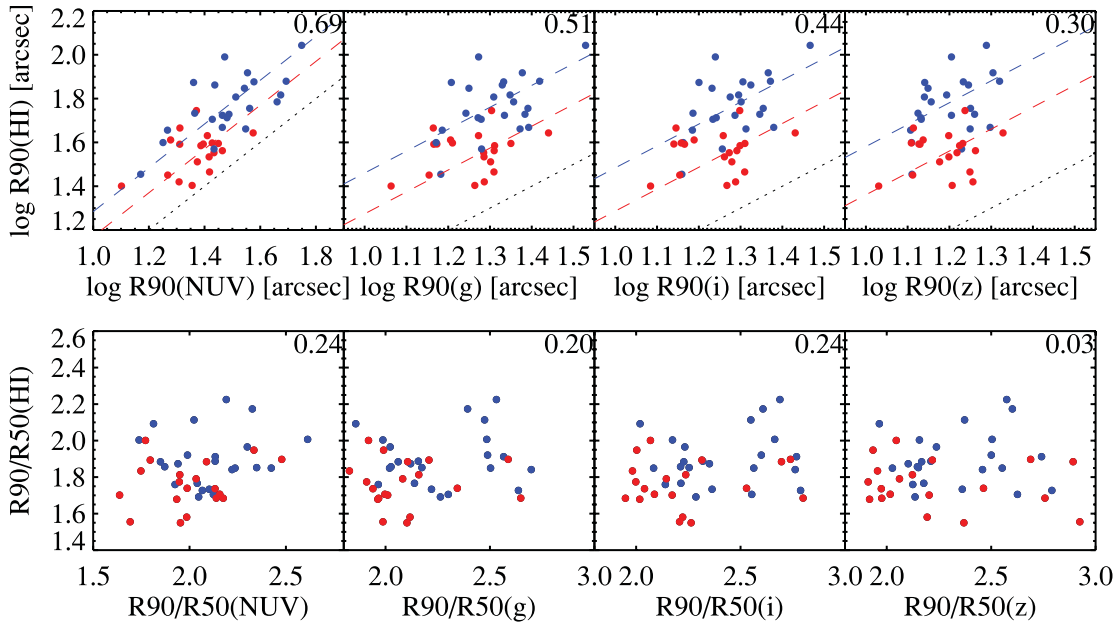 log R90(HI) [arcsec]
2.2
2.0
1.8
1.6
1.4
1.2
0.69
0.51
0.44
0.30
1.0 1.2 1.4 1.6 1.8
1.0 1.1 1.2 1.3 1.4 1.5
1.0 1.1 1.2 1.3 1.4 1.5
1.0 1.1 1.2 1.3 1.4 1.5
log R90(NUV) [arcsec]
log R90(g) [arcsec]
log R90(i) [arcsec]
log R90(z) [arcsec]
R90/R50(HI)
2.6
2.4
2.2
2.0
1.8
1.6
1.4
0.24
0.20
0.24
0.03
1.5 2.0 2.5
2.0 2.5 3.0
2.0 2.5 3.0
2.0 2.5 3.0
R90/R50(NUV)
R90/R50(g)
R90/R50(i)
R90/R50(z)